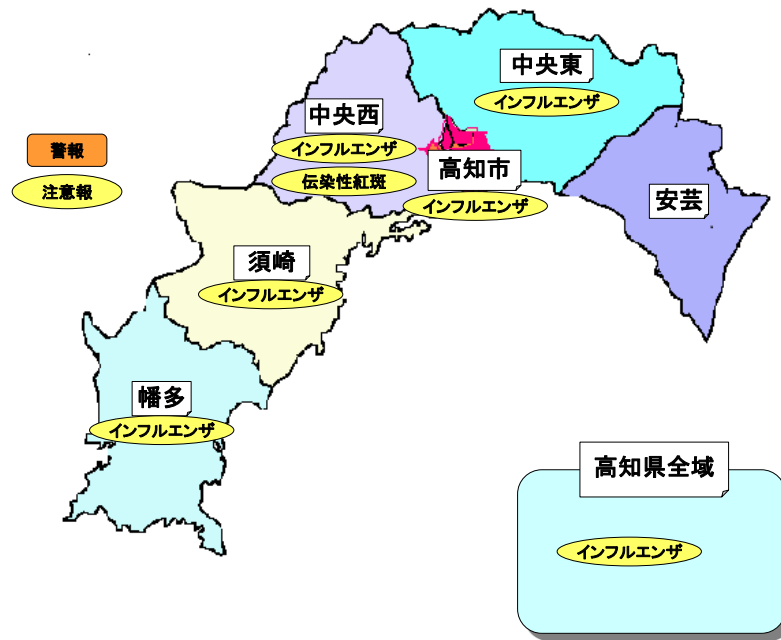 中央東
インフルエンザ
中央西
インフルエンザ
伝染性紅斑
警報
注意報
高知市
インフルエンザ
安芸
須崎
インフルエンザ
幡多
インフルエンザ
高知県全域
インフルエンザ